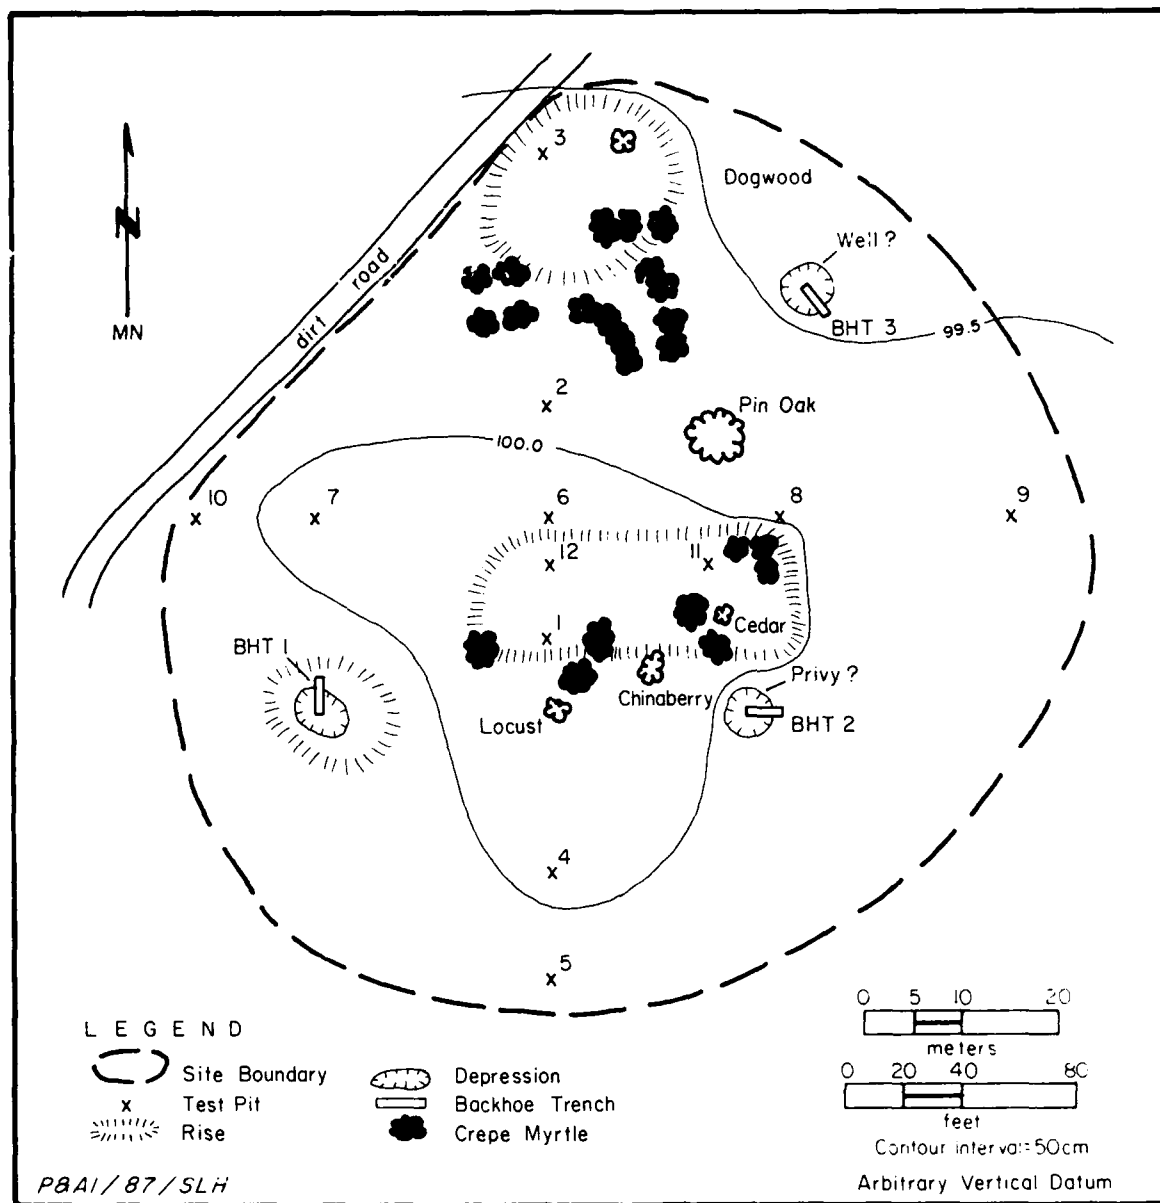 3
Dogwood
Well ?
dirt road
MN
BHT 3
99.5
2
Pin Oak
100.0
10
7
6
8
9
12
11
1
Cedar
BHT 1
Privy ?
Chinaberry
Locust
BHT 2
4
5
LEGEND
Site Boundary
x Test Pit
Rise
Depression
Backhoe Trench
Crepe Myrtle
0 5 10 20
meters
0 20 40 80
feet
Contour interval=50cm
Arbitrary Vertical Datum
P&AI/87/SLH